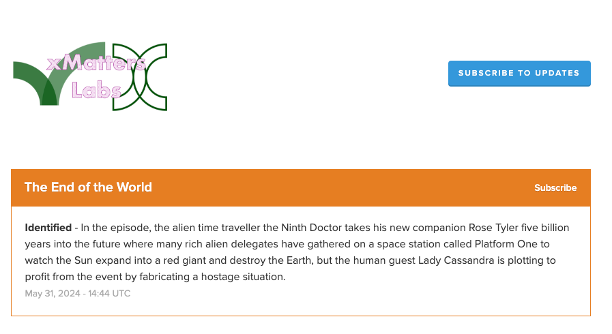 xMatters
Labs
SUBSCRIBE TO UPDATES
The End of the World
Subscribe
Identified - In the episode, the alien time traveller the Ninth Doctor takes his new companion Rose Tyler five billion
years into the future where many rich alien delegates have gathered on a space station called Platform One to
watch the Sun expand into a red giant and destroy the Earth, but the human guest Lady Cassandra is plotting to
profit from the event by fabricating a hostage situation.
May 31, 2024 - 14:44 UTC